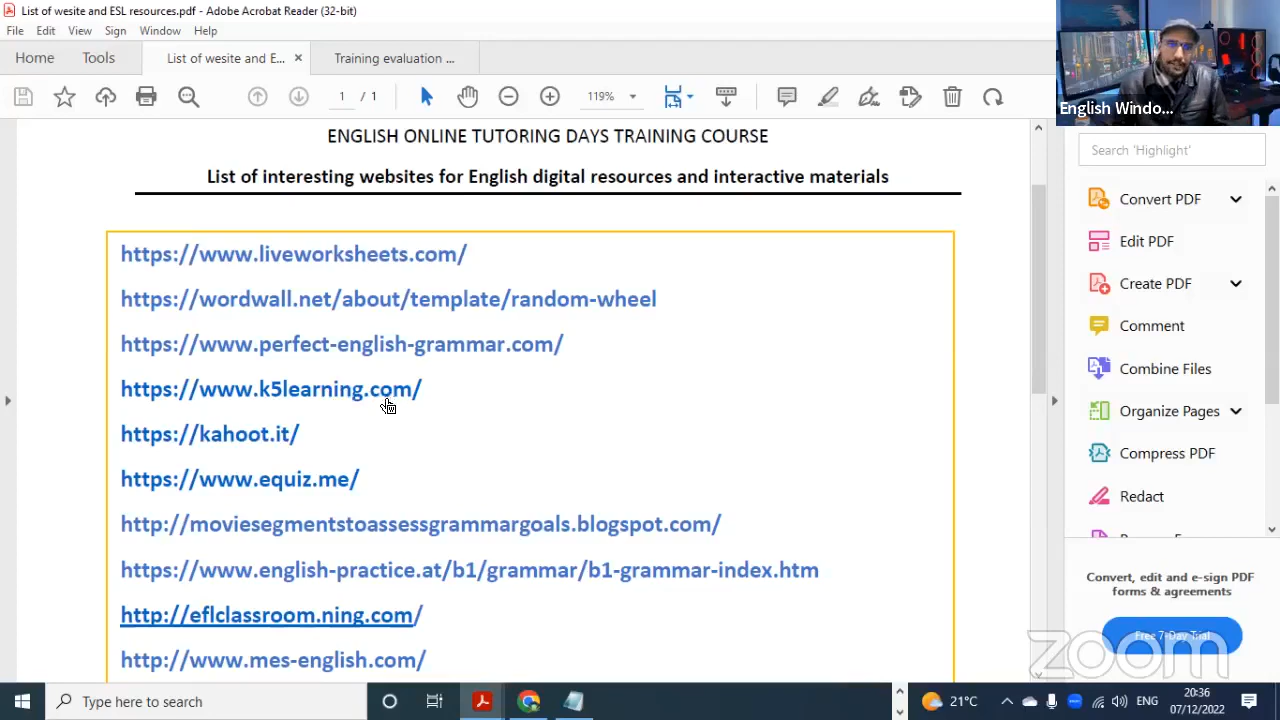 List of wesite and ESL resources.pdf - Adobe Acrobat Reader (32-bit)
File Edit View Sign Window Help
Home Tools List of wesite and E... × Training evaluation ...
1 / 1 119%
English Windo...
ENGLISH ONLINE TUTORING DAYS TRAINING COURSE
List of interesting websites for English digital resources and interactive materials
https://www.liveworksheets.com/
https://wordwall.net/about/template/random-wheel
https://www.perfect-english-grammar.com/
https://www.k5learning.com/
https://kahoot.it/
https://www.equiz.me/
http://moviesegmentstoassessgrammargoals.blogspot.com/
https://www.english-practice.at/b1/grammar/b1-grammar-index.htm
http://eflclassroom.ning.com/
http://www.mes-english.com/
Search 'Highlight'
Convert PDF
Edit PDF
Create PDF
Comment
Combine Files
Organize Pages
Compress PDF
Redact
Convert, edit and e-sign PDF
forms & agreements
Free 7-Day Trial
zoom
Type here to search
21°C
ENG
20:36
07/12/2022